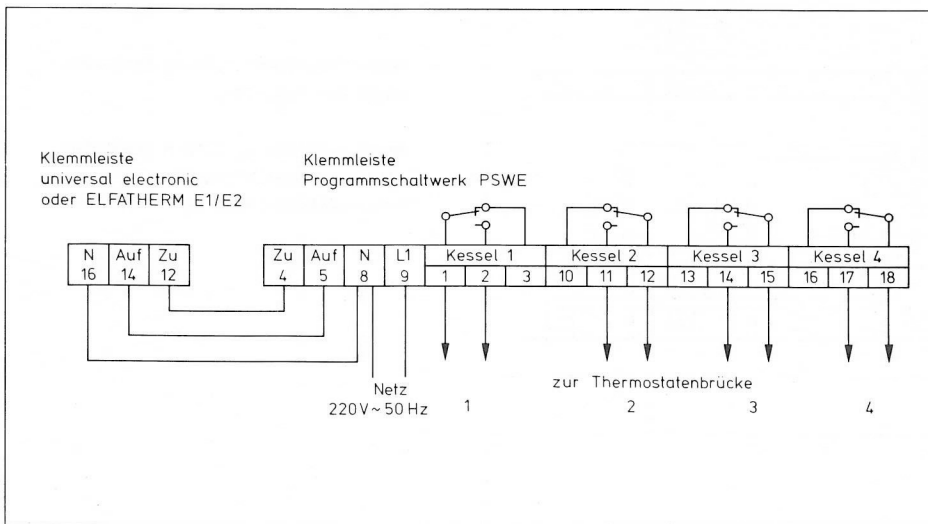 Klemmleiste
universal electronic
oder ELFATHERM E1/E2
Klemmleiste
Programmschaltwerk PSWE
N Auf Zu
16 14 12
Zu Auf N L1 Kessel 1 Kessel 2 Kessel 3 Kessel 4
4 5 8 9 1 2 3 10 11 12 13 14 15 16 17 18
Netz
220V~50Hz
zur Thermostatenbrücke
1 2 3 4